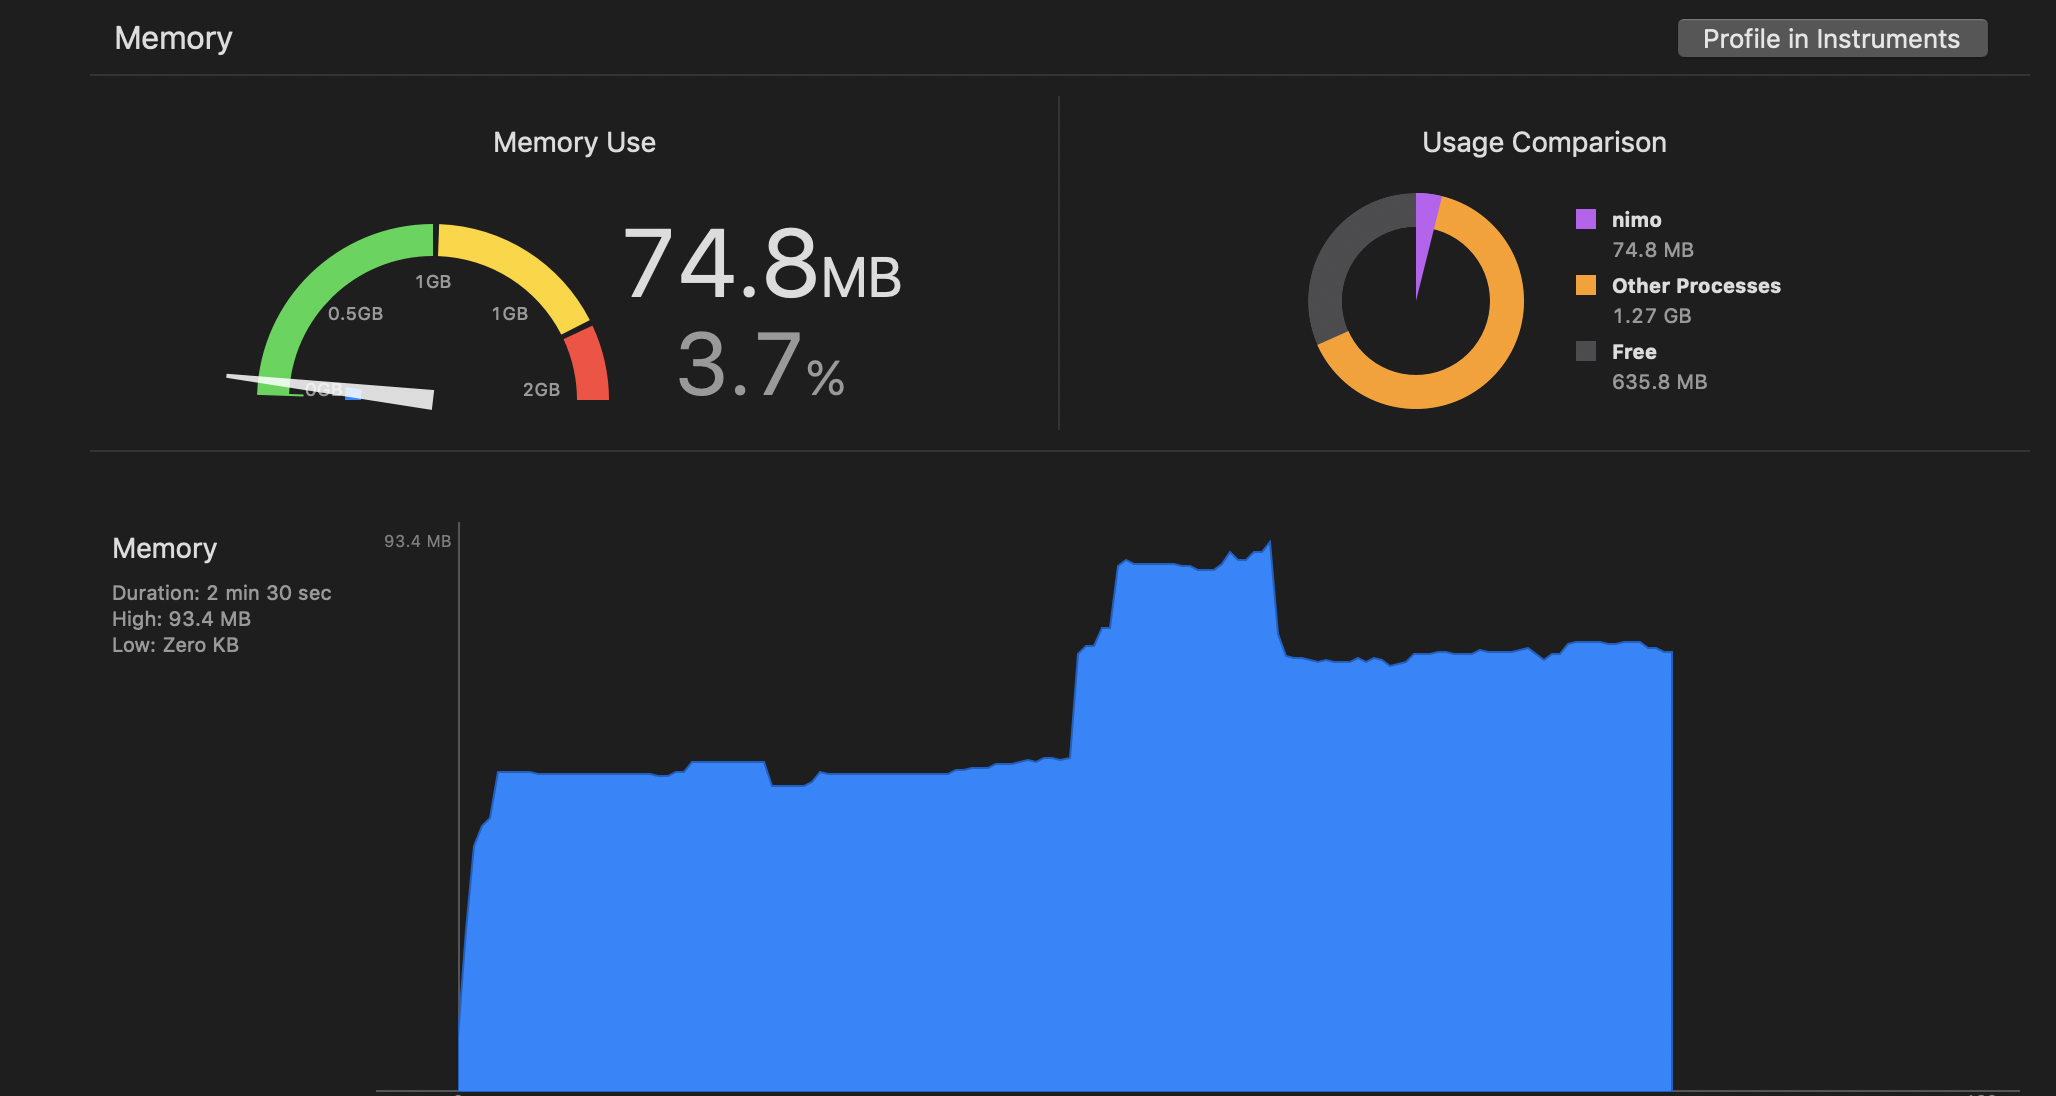 Memory
Profile in Instruments
Memory Use
Usage Comparison
1GB
0.5GB
1GB
0GB
2GB
74.8MB
3.7%
nimo
74.8 MB
Other Processes
1.27 GB
Free
635.8 MB
Memory
Duration: 2 min 30 sec
High: 93.4 MB
Low: Zero KB
93.4 MB